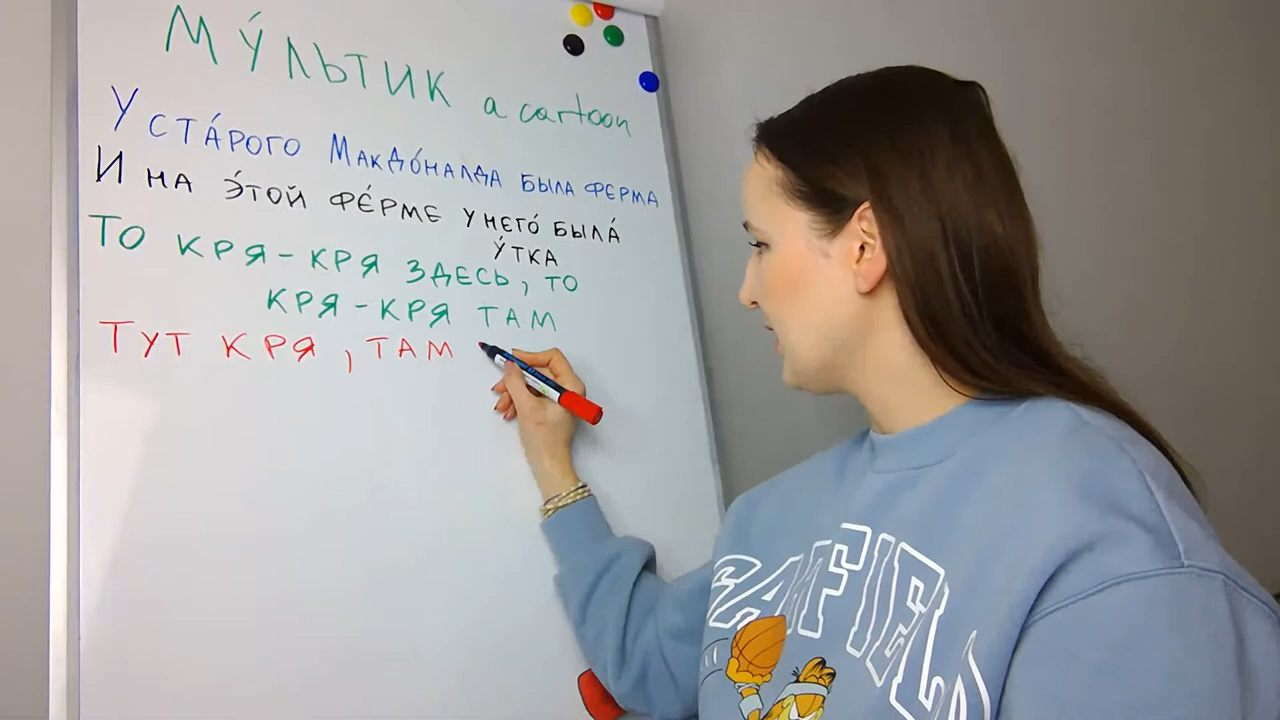 МУ́ЛЬТИК a cartoon
У СТА́РОГО МАКДО́НАЛДА БЫЛА ФЕРМА
И НА Э́ТОЙ ФЕ́РМЕ У НЕГО́ БЫЛА́
У́ТКА
ТО КРЯ-КРЯ ЗДЕСЬ, ТО
КРЯ-КРЯ ТАМ
ТУТ КРЯ, ТАМ
GARFIELD